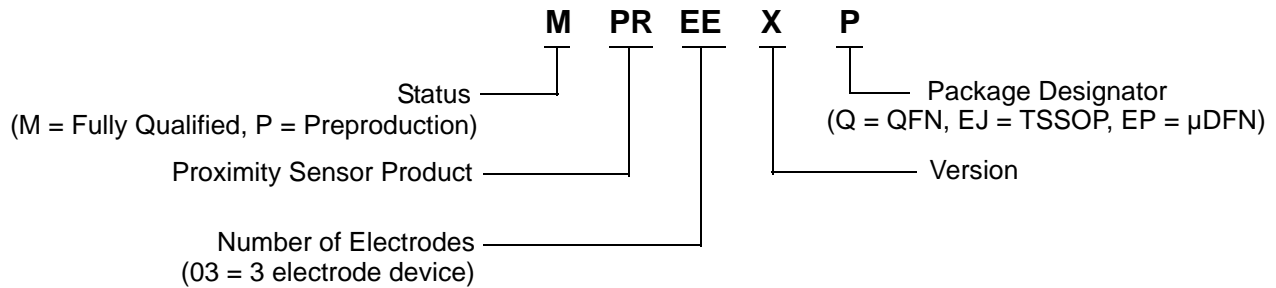 M PR EE X P
Status
(M = Fully Qualified, P = Preproduction)
Package Designator
(Q = QFN, EJ = TSSOP, EP = µDFN)
Proximity Sensor Product
Version
Number of Electrodes
(03 = 3 electrode device)